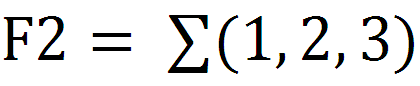 F2 = ∑(1, 2, 3)